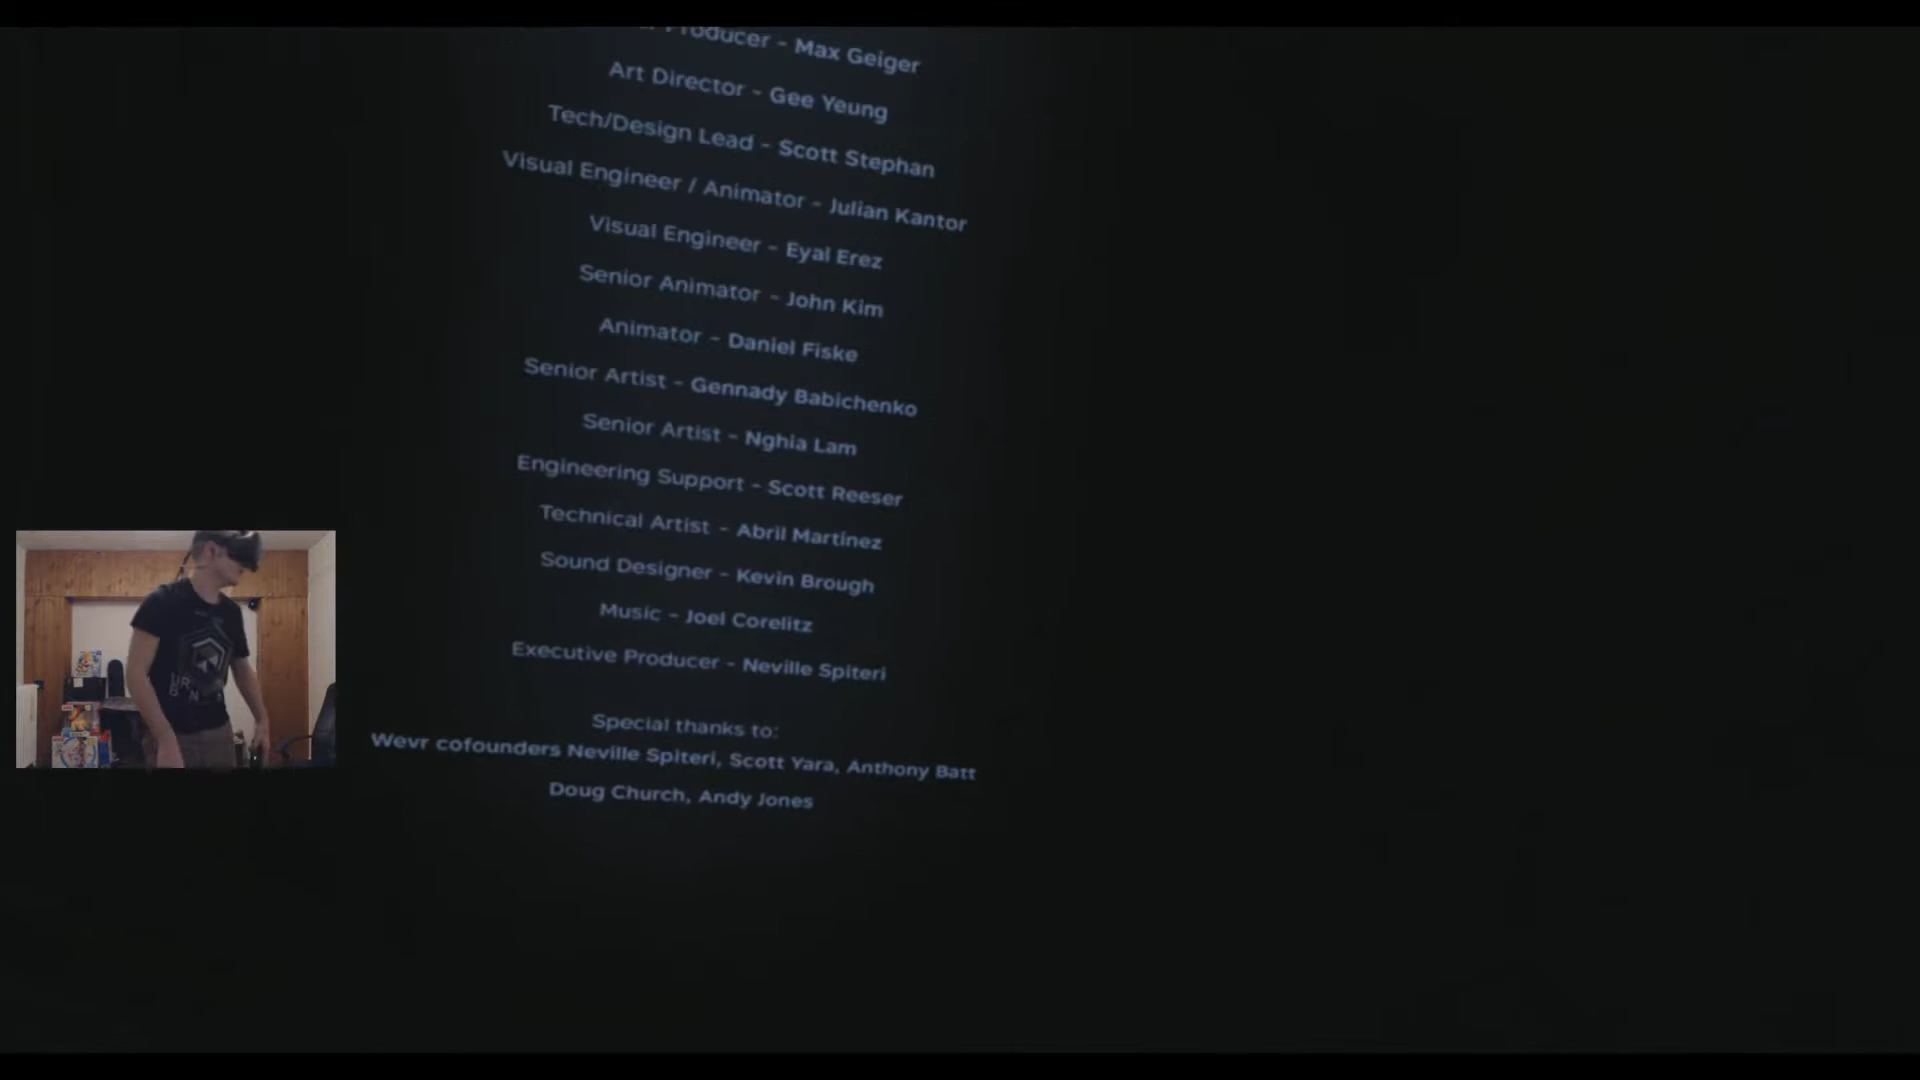 Producer - Max Geiger
Art Director - Gee Yeung
Tech/Design Lead - Scott Stephan
Visual Engineer / Animator - Julian Kantor
Visual Engineer - Eyal Erez
Senior Animator - John Kim
Animator - Daniel Fiske
Senior Artist - Gennady Babichenko
Senior Artist - Nghia Lam
Engineering Support - Scott Reeser
Technical Artist - Abril Martinez
Sound Designer - Kevin Brough
Music - Joel Corelitz
Executive Producer - Neville Spiteri
Special thanks to:
Wevr cofounders Neville Spiteri, Scott Yara, Anthony Batt
Doug Church, Andy Jones